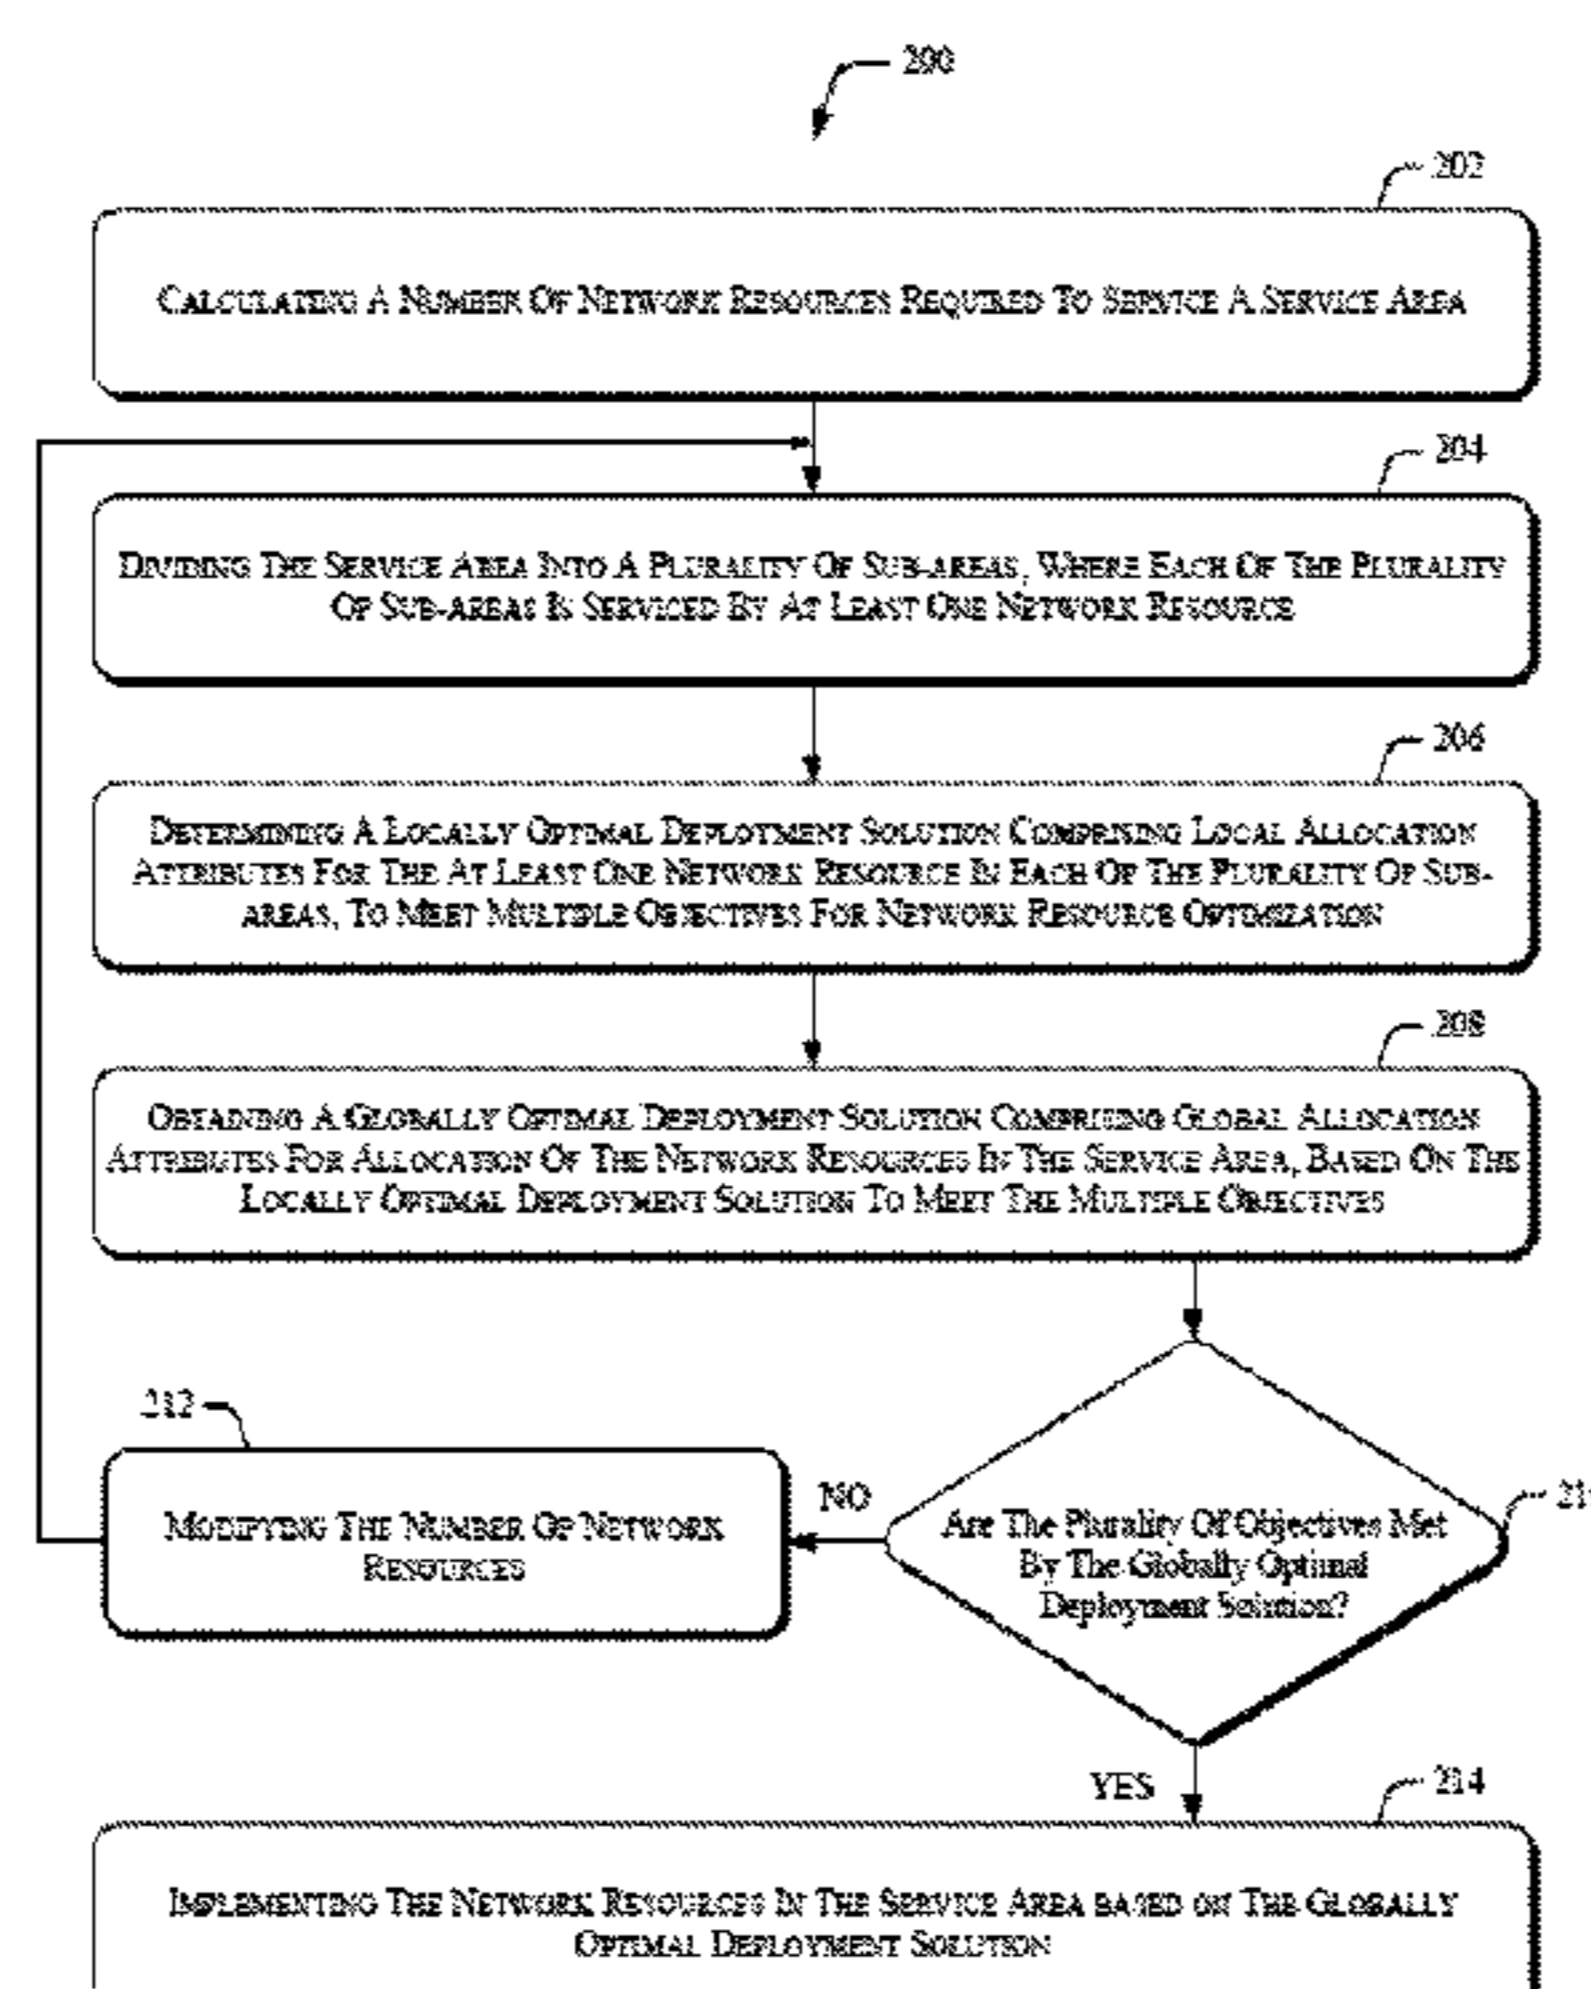 200
202
CALCULATING A NUMBER OF NETWORK RESOURCES REQUIRED TO SERVICE A SERVICE AREA
204
DIVIDING THE SERVICE AREA INTO A PLURALITY OF SUB-AREAS, WHERE EACH OF THE PLURALITY
OF SUB-AREAS IS SERVICED BY AT LEAST ONE NETWORK RESOURCE
206
DETERMINING A LOCALLY OPTIMAL DEPLOYMENT SOLUTION COMPRISING LOCAL ALLOCATION
ATTRIBUTES FOR THE AT LEAST ONE NETWORK RESOURCE IN EACH OF THE PLURALITY OF SUB-
AREAS, TO MEET MULTIPLE OBJECTIVES FOR NETWORK RESOURCE OPTIMIZATION
208
OBTAINING A GLOBALLY OPTIMAL DEPLOYMENT SOLUTION COMPRISING GLOBAL ALLOCATION
ATTRIBUTES FOR ALLOCATION OF THE NETWORK RESOURCES IN THE SERVICE AREA, BASED ON THE
LOCALLY OPTIMAL DEPLOYMENT SOLUTION TO MEET THE MULTIPLE OBJECTIVES
212
MODIFYING THE NUMBER OF NETWORK
RESOURCES
NO
Are The Plurality Of Objectives Met
By The Globally Optimal
Deployment Solution?
YES
214
IMPLEMENTING THE NETWORK RESOURCES IN THE SERVICE AREA BASED ON THE GLOBALLY
OPTIMAL DEPLOYMENT SOLUTION